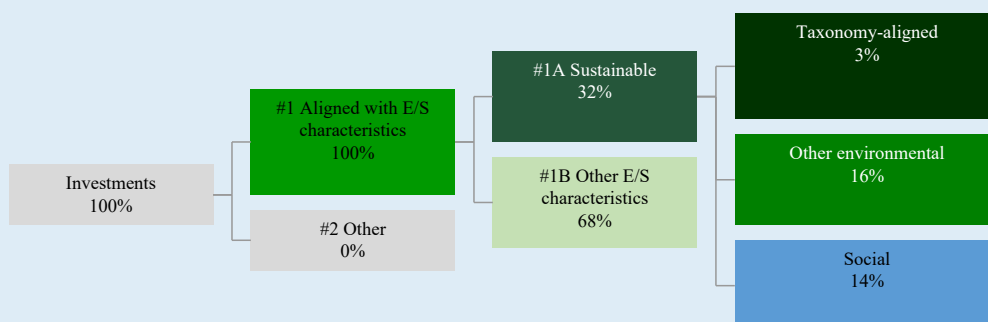 Investments
100%
#1 Aligned with E/S
characteristics
100%
#2 Other
0%
#1A Sustainable
32%
#1B Other E/S
characteristics
68%
Taxonomy-aligned
3%
Other environmental
16%
Social
14%